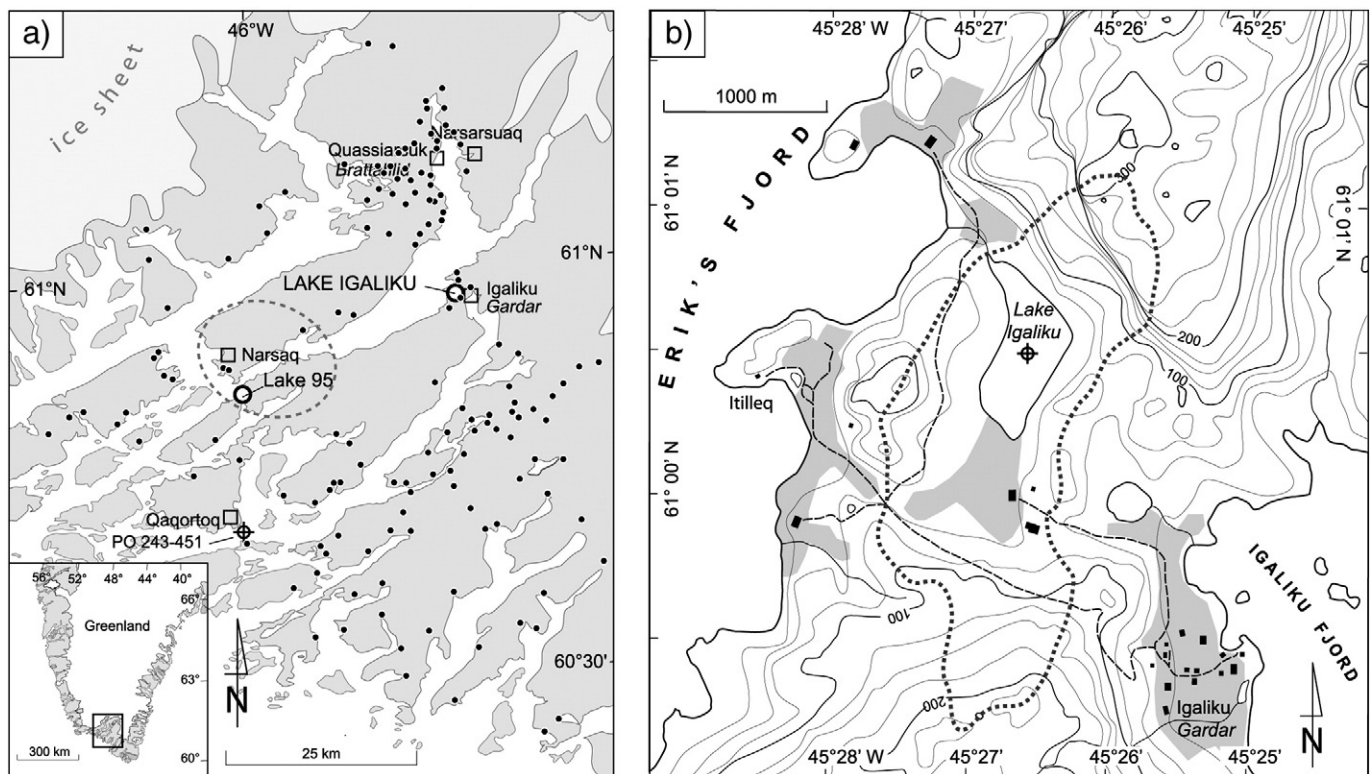 a)
46°W
ice sheet
Narsarsuaq
Quassiarsuk
61°N
LAKE IGALIKU
Igaliku
61°N
Gardar
Narsaq
Lake 95
Qaqortoq
PO 243-451
56°
52°
48°
44°
40°
66°
Greenland
63°
60°
300 km
N
25 km
60°30'
b)
45°28' W
45°27'
45°26'
45°25'
1000 m
ERIK'S FJORD
61° 01'
300
61° 01' N
Lake
Igaliku
200
100
Itilleq
61° 00'
IGALIKU FJORD
100
200
Igaliku
Gardar
N
45°28' W
45°27'
45°26'
45°25'